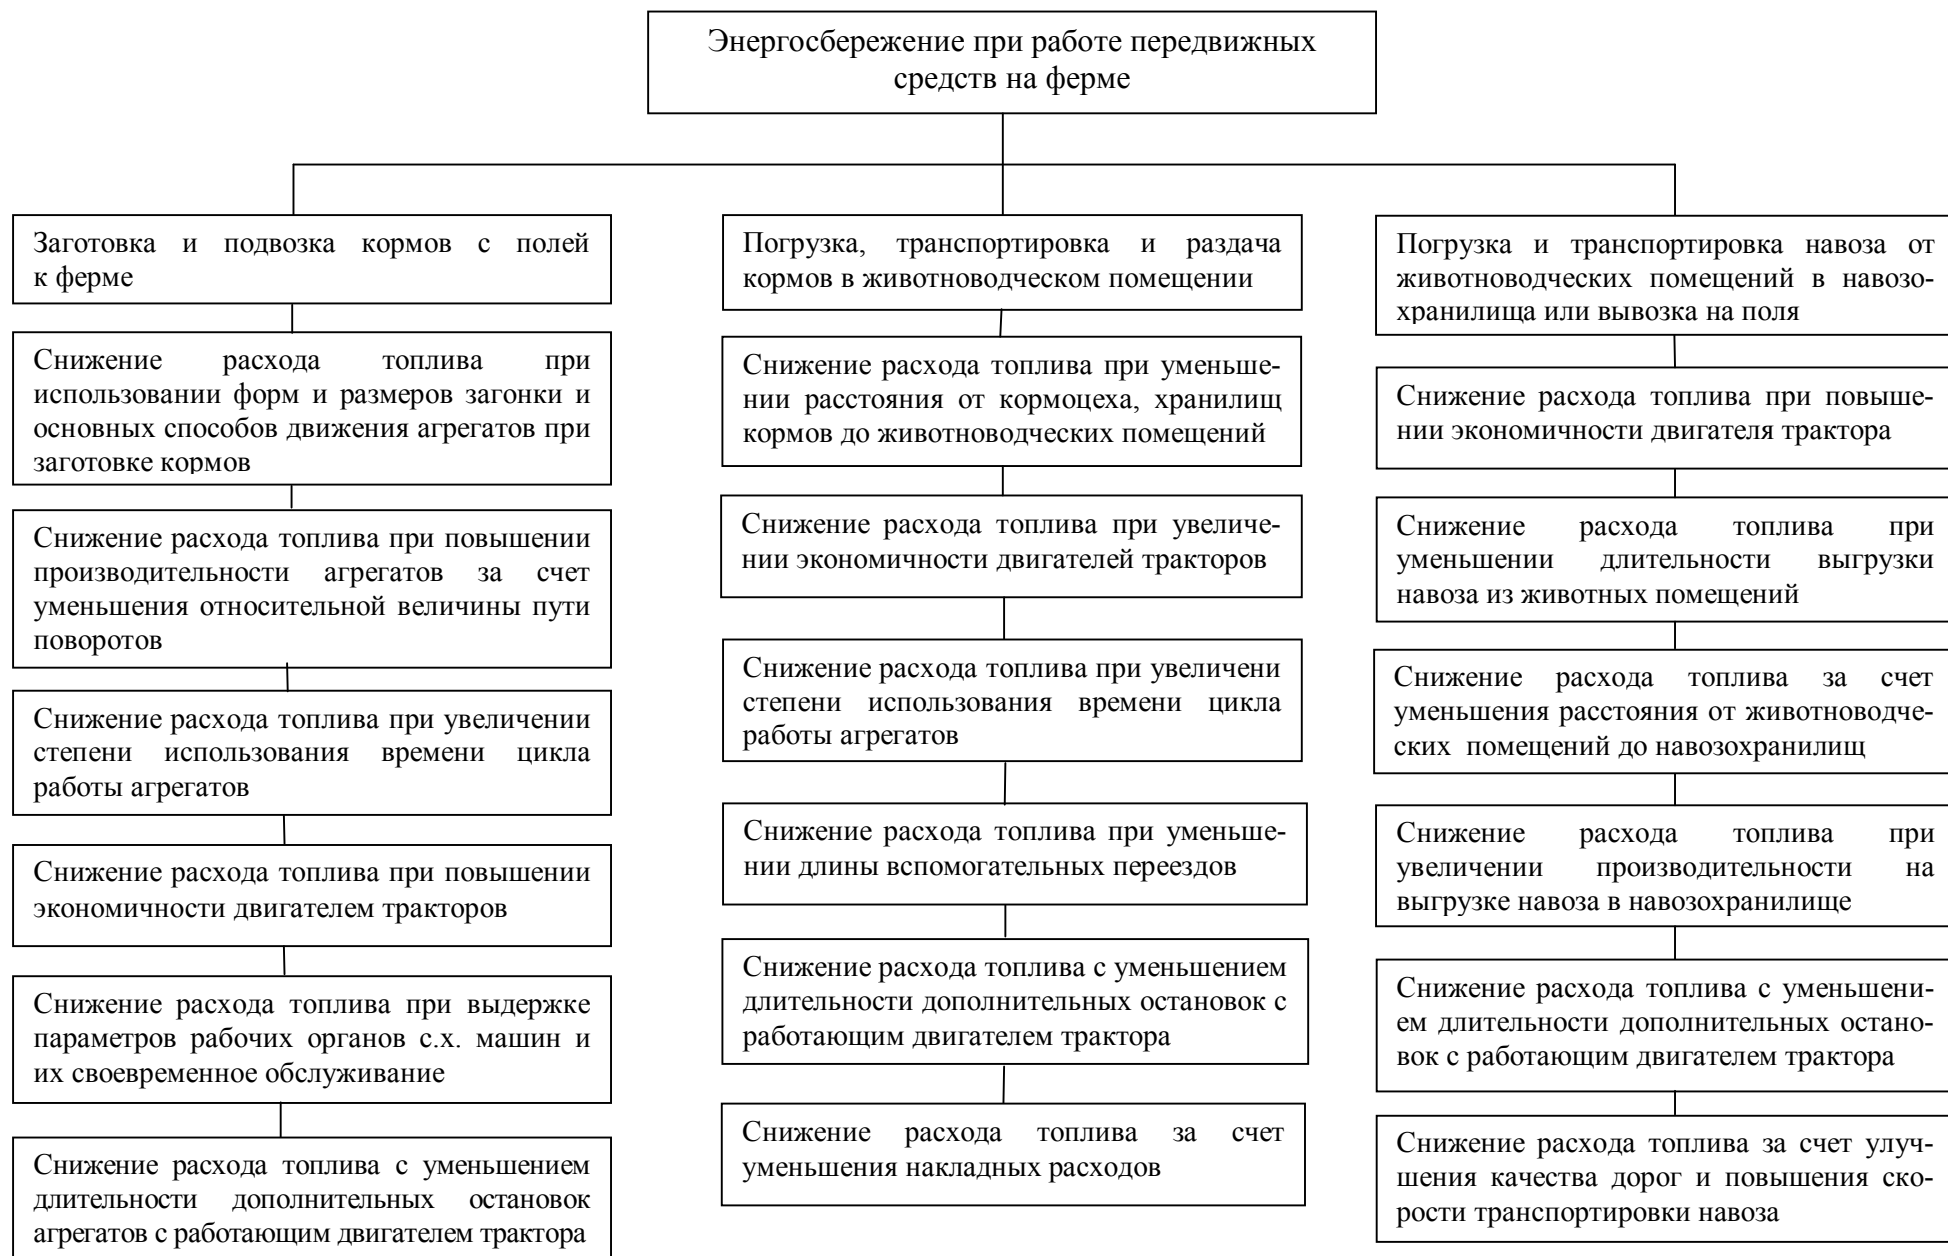 Энергосбережение при работе передвижных
средств на ферме
Заготовка и подвозка кормов с полей
к ферме
Снижение расхода топлива при
использовании форм и размеров загонки и
основных способов движения агрегатов при
заготовке кормов
Снижение расхода топлива при повышении
производительности агрегатов за счет
уменьшения относительной величины пути
поворотов
Снижение расхода топлива при увеличении
степени использования времени цикла
работы агрегатов
Снижение расхода топлива при повышении
экономичности двигателем тракторов
Снижение расхода топлива при выдержке
параметров рабочих органов с.х. машин и
их своевременное обслуживание
Снижение расхода топлива с уменьшением
длительности дополнительных остановок
агрегатов с работающим двигателем трактора
Погрузка, транспортировка и раздача
кормов в животноводческом помещении
Снижение расхода топлива при уменьше-
нии расстояния от кормоцеха, хранилищ
кормов до животноводческих помещений
Снижение расхода топлива при увеличе-
нии экономичности двигателей тракторов
Снижение расхода топлива при увеличени
степени использования времени цикла
работы агрегатов
Снижение расхода топлива при уменьше-
нии длины вспомогательных переездов
Снижение расхода топлива с уменьшением
длительности дополнительных остановок с
работающим двигателем трактора
Снижение расхода топлива за счет
уменьшения накладных расходов
Погрузка и транспортировка навоза от
животноводческих помещений в навозо-
хранилища или вывозка на поля
Снижение расхода топлива при повыше-
нии экономичности двигателя трактора
Снижение расхода топлива при
уменьшении длительности выгрузки
навоза из животных помещений
Снижение расхода топлива за счет
уменьшения расстояния от животноводче-
ских помещений до навозохранилищ
Снижение расхода топлива при
увеличении производительности на
выгрузке навоза в навозохранилище
Снижение расхода топлива с уменьшени-
ем длительности дополнительных остано-
вок с работающим двигателем трактора
Снижение расхода топлива за счет улуч-
шения качества дорог и повышения ско-
рости транспортировки навоза